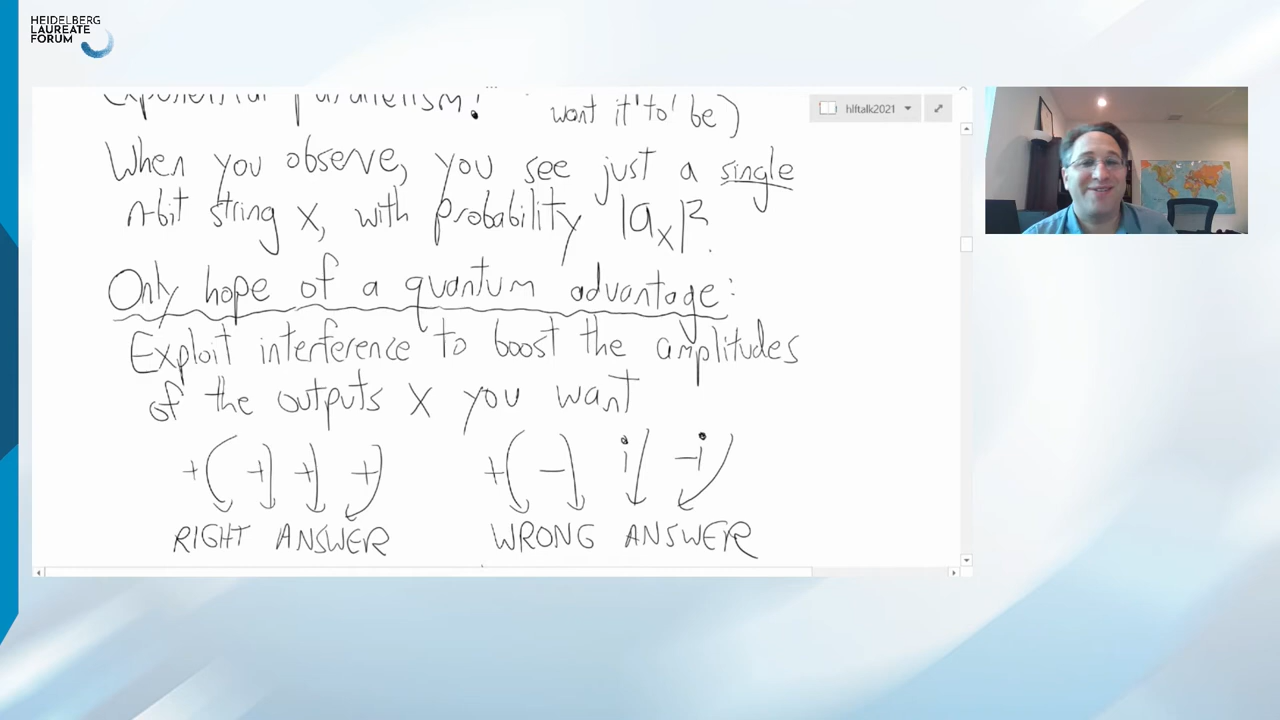 HEIDELBERG
LAUREATE
FORUM
Exponential parallelism!
want it to be)
hlftalk2021
When you observe, you see just a single
n-bit string x, with probability |aₓ|².
Only hope of a quantum advantage:
Exploit interference to boost the amplitudes
of the outputs x you want
+ + + + + - i -i
RIGHT ANSWER WRONG ANSWER